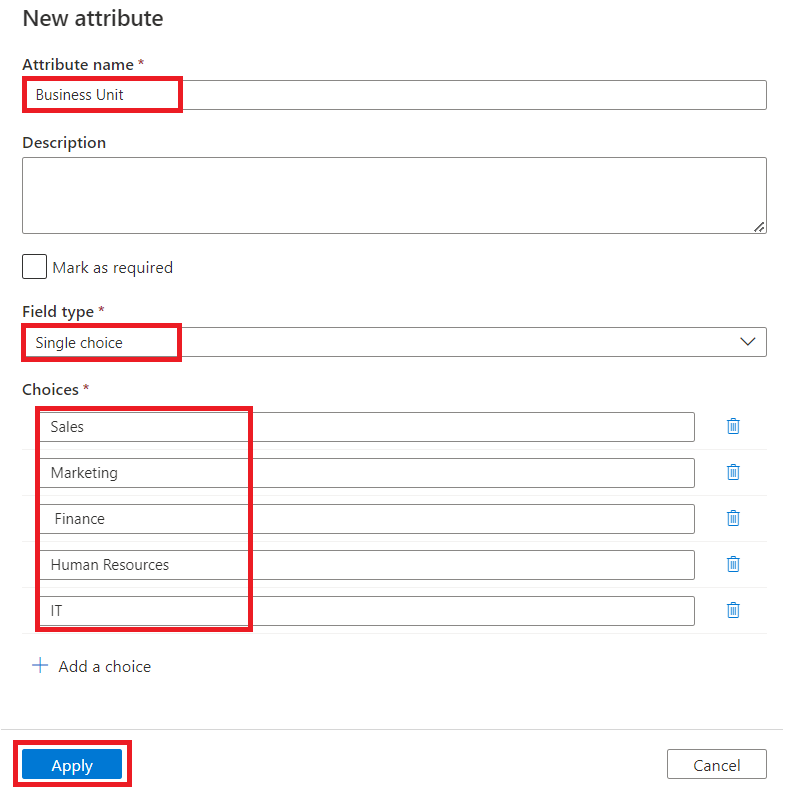 New attribute
Attribute name *
Business Unit
Description
Mark as required
Field type *
Single choice
Choices *
Sales
Marketing
Finance
Human Resources
IT
Add a choice
Apply
Cancel